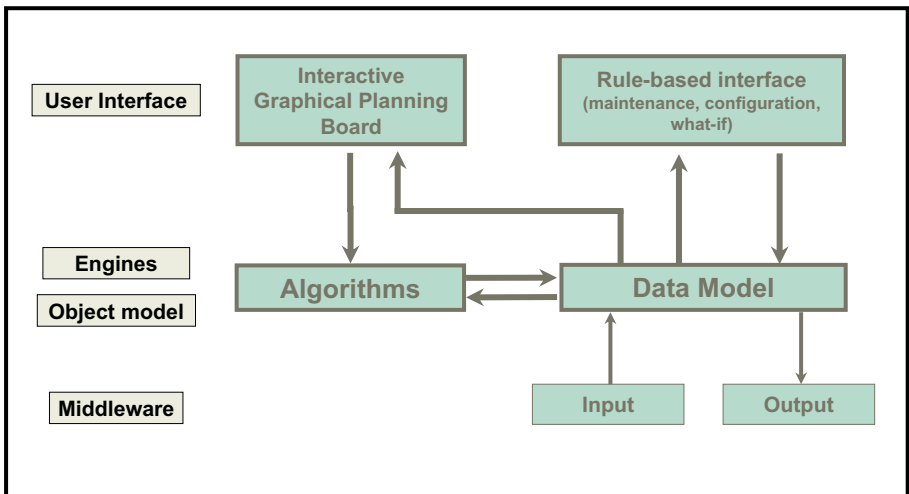 User Interface
Interactive
Graphical Planning
Board
Rule-based interface
(maintenance, configuration,
what-if)
Engines
Object model
Algorithms
Data Model
Middleware
Input
Output